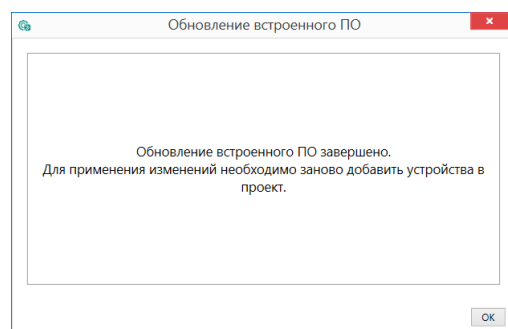 Обновление встроенного ПО
Обновление встроенного ПО завершено.
Для применения изменений необходимо заново добавить устройства в
проект.
OK